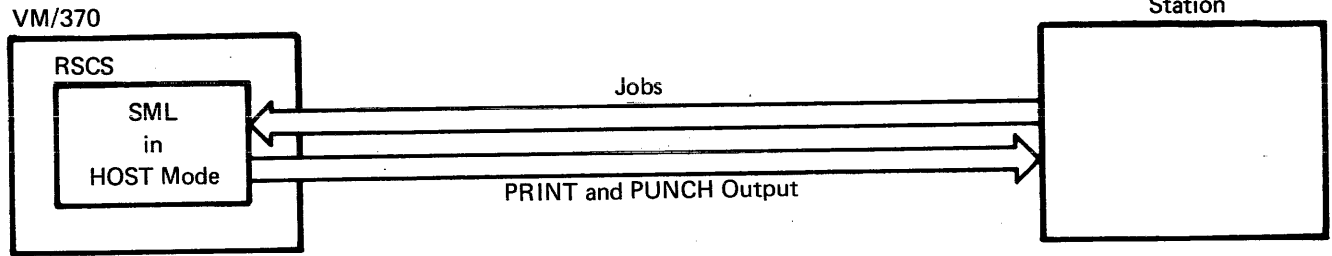 VM/370
Station
RSCS
SML
in
HOST Mode
Jobs
PRINT and PUNCH Output